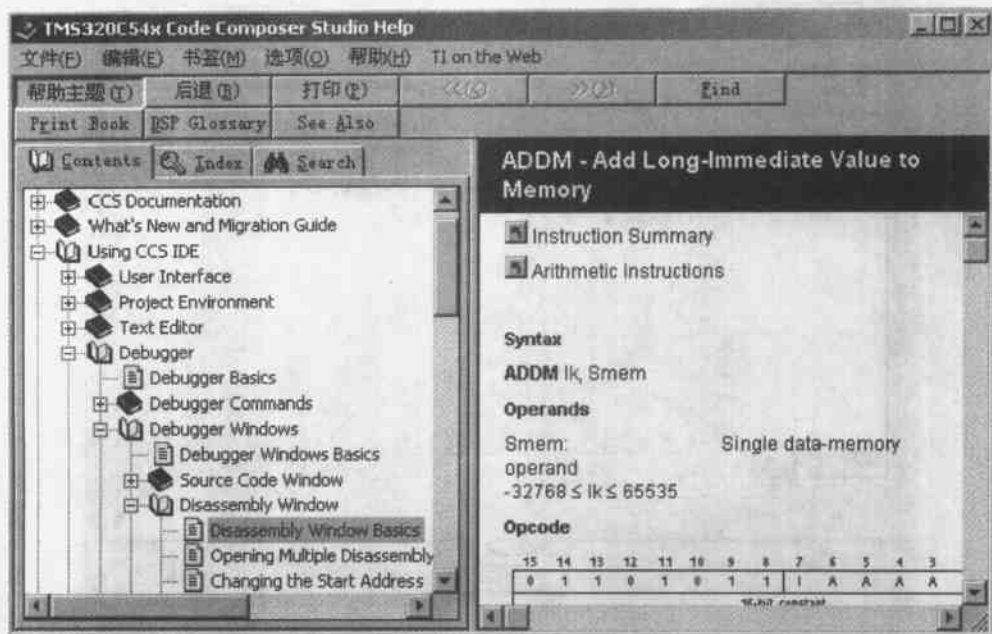 TMS320C54x Code Composer Studio Help
文件(F) 编辑(E) 书签(M) 选项(O) 帮助(H) TI on the Web
帮助主题(T) 后退(B) 打印(P) Find
Print Book DSP Glossary See Also
Contents Index Search
CCS Documentation
What's New and Migration Guide
Using CCS IDE
User Interface
Project Environment
Text Editor
Debugger
Debugger Basics
Debugger Commands
Debugger Windows
Debugger Windows Basics
Source Code Window
Disassembly Window
Disassembly Window Basics
Opening Multiple Disassembly
Changing the Start Address
ADDM - Add Long-Immediate Value to
Memory
Instruction Summary
Arithmetic Instructions
Syntax
ADDM lk, Smem
Operands
Smem: Single data-memory
operand
-32768 ≤ lk ≤ 65535
Opcode
15 14 13 12 11 10 9 8 7 6 5 4 3
0 1 1 0 1 0 1 1 I A A A A
16-bit constant